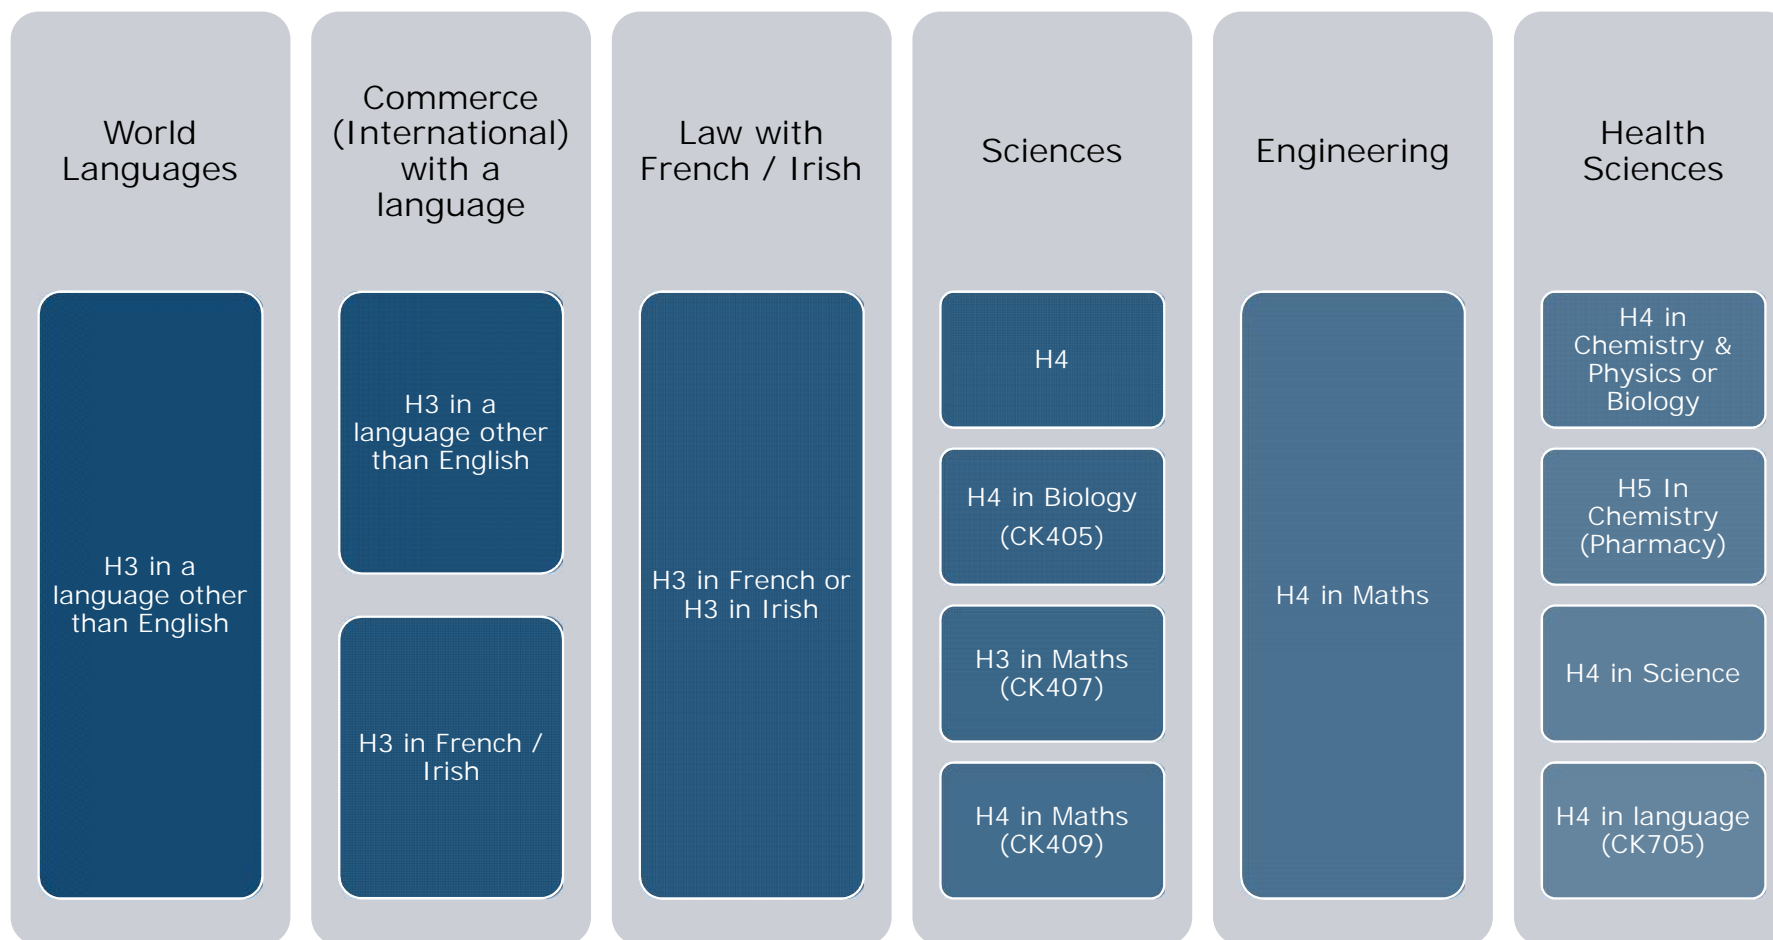 World
Languages
H3 in a
language other
than English
Commerce
(International)
with a
language
H3 in a
language other
than English
H3 in French /
Irish
Law with
French / Irish
H3 in French or
H3 in Irish
Sciences
H4
H4 in Biology
(CK405)
H3 in Maths
(CK407)
H4 in Maths
(CK409)
Engineering
H4 in Maths
Health
Sciences
H4 in
Chemistry &
Physics or
Biology
H5 In
Chemistry
(Pharmacy)
H4 in Science
H4 in language
(CK705)